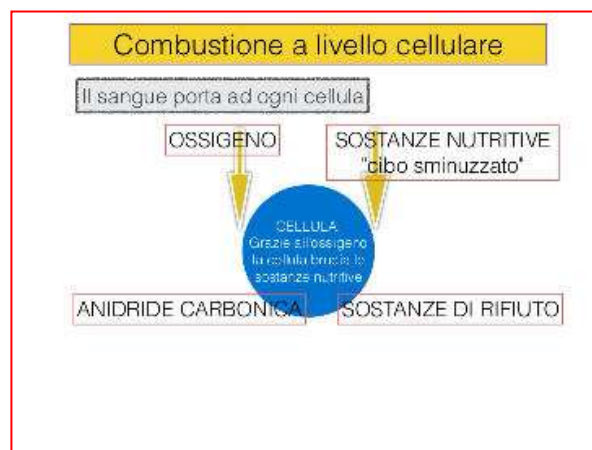 Combustione a livello cellulare
Il sangue porta ad ogni cellula
OSSIGENO
SOSTANZE NUTRITIVE
"cibo sminuzzato"
CELLULA
Grazie all'ossigeno
la cellula brucia le
sostanze nutritive
ANIDRIDE CARBONICA
SOSTANZE DI RIFIUTO